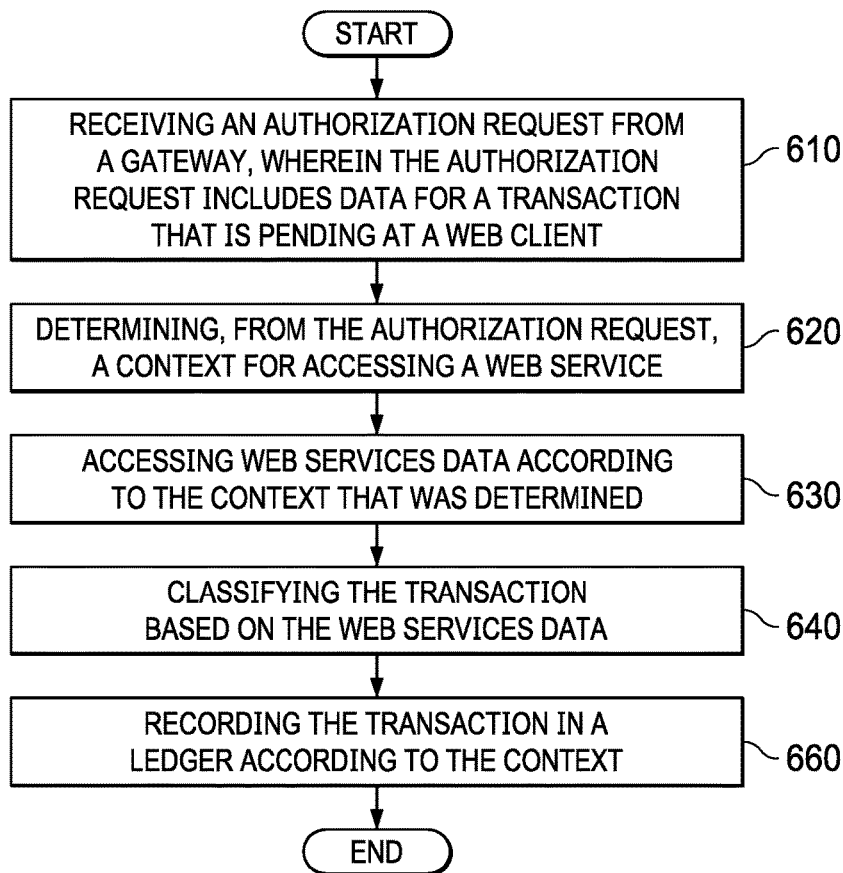 START
RECEIVING AN AUTHORIZATION REQUEST FROM
A GATEWAY, WHEREIN THE AUTHORIZATION
REQUEST INCLUDES DATA FOR A TRANSACTION
THAT IS PENDING AT A WEB CLIENT
610
DETERMINING, FROM THE AUTHORIZATION REQUEST,
A CONTEXT FOR ACCESSING A WEB SERVICE
620
ACCESSING WEB SERVICES DATA ACCORDING
TO THE CONTEXT THAT WAS DETERMINED
630
CLASSIFYING THE TRANSACTION
BASED ON THE WEB SERVICES DATA
640
RECORDING THE TRANSACTION IN A
LEDGER ACCORDING TO THE CONTEXT
660
END